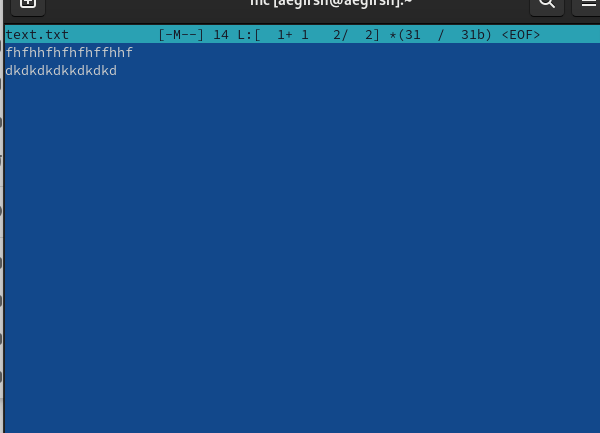 mc [aegirsh@aegirsh]:~
text.txt [-M--] 14 L:[ 1+ 1 2/ 2] *(31 / 31b) <EOF>
fhfhhfhfhfhffhhf
dkdkdkdkkdkdkd